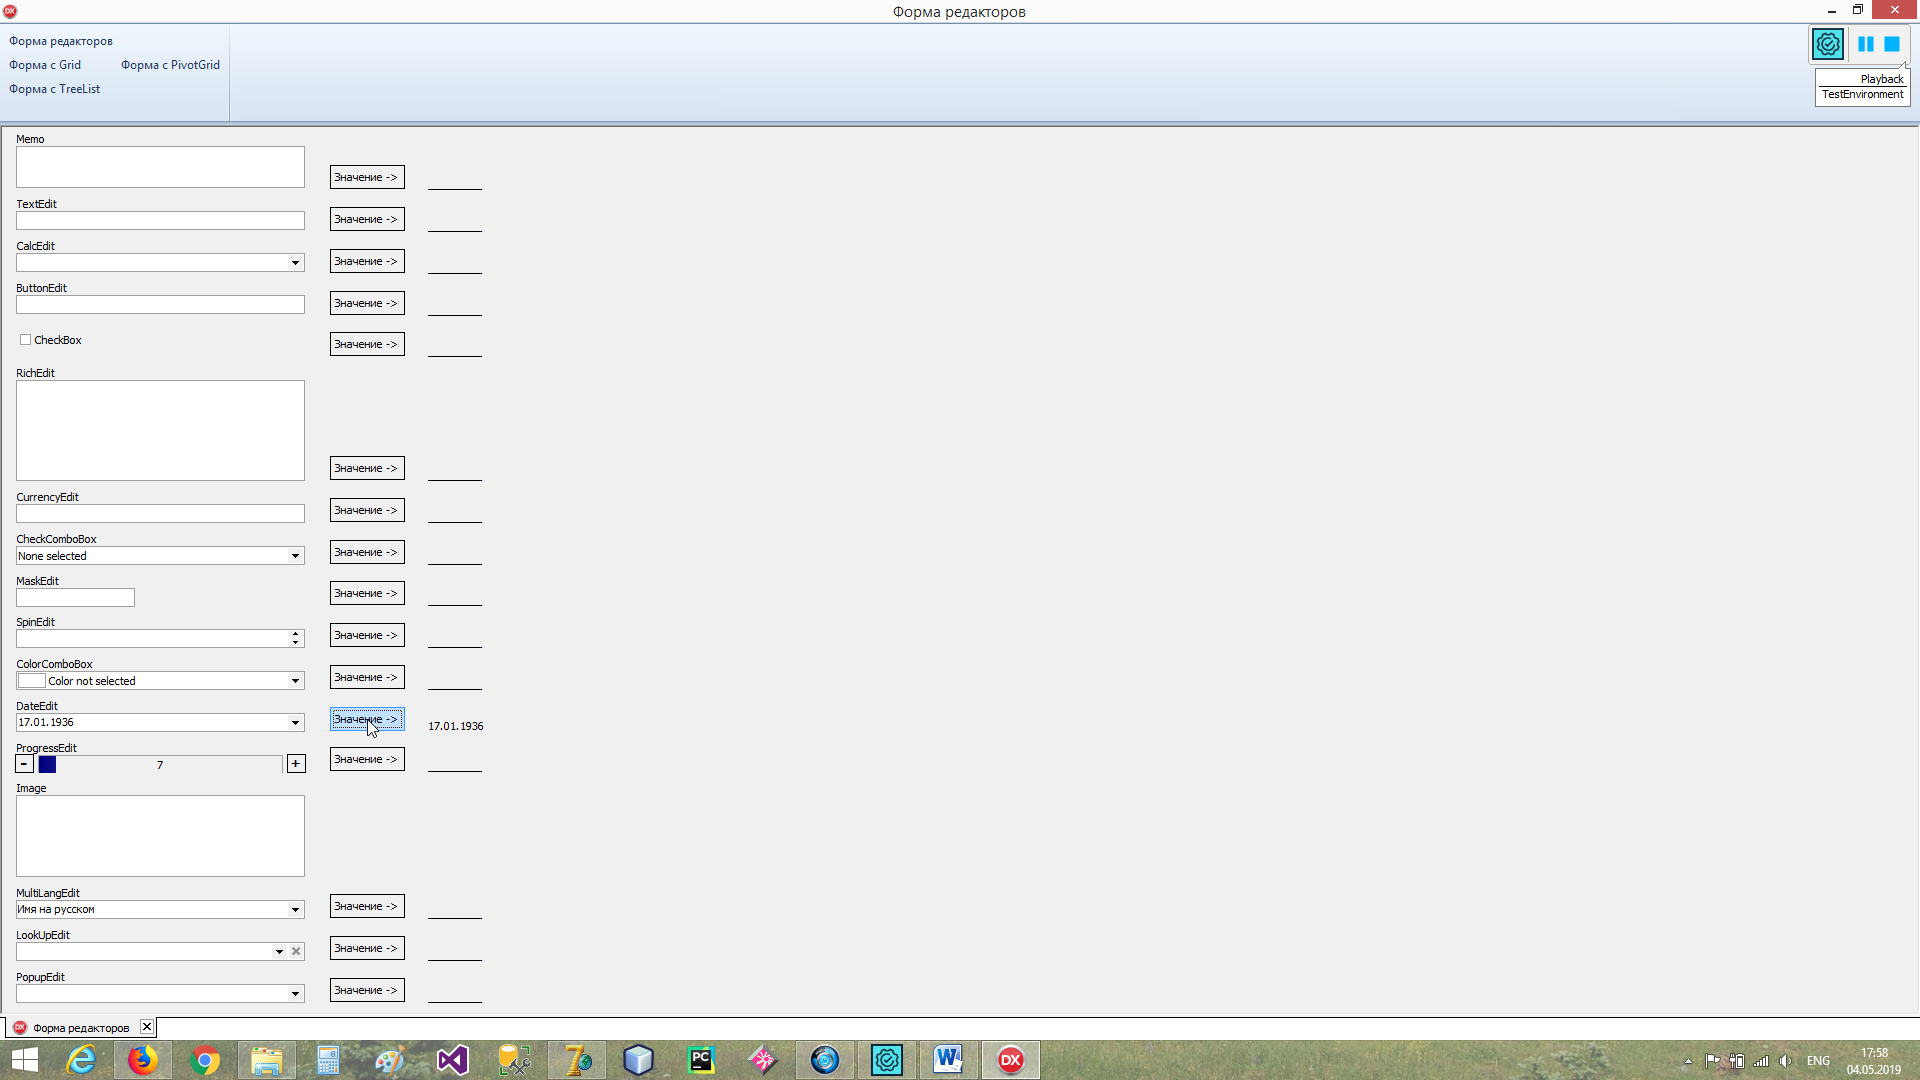 Форма редакторов
Форма редакторов
Форма с Grid
Форма с PivotGrid
Форма с TreeList
Playback
TestEnvironment
Memo
Значение ->
TextEdit
Значение ->
CalcEdit
Значение ->
ButtonEdit
Значение ->
CheckBox
Значение ->
RichEdit
Значение ->
CurrencyEdit
Значение ->
CheckComboBox
None selected
Значение ->
MaskEdit
Значение ->
SpinEdit
Значение ->
ColorComboBox
Color not selected
Значение ->
DateEdit
17.01.1936
Значение ->
17.01.1936
ProgressEdit
-
7
+
Значение ->
Image
MultiLangEdit
Имя на русском
Значение ->
LookUpEdit
Значение ->
PopupEdit
Значение ->
DX Форма редакторов
PC
W
DX
ENG
17:58
04.05.2019